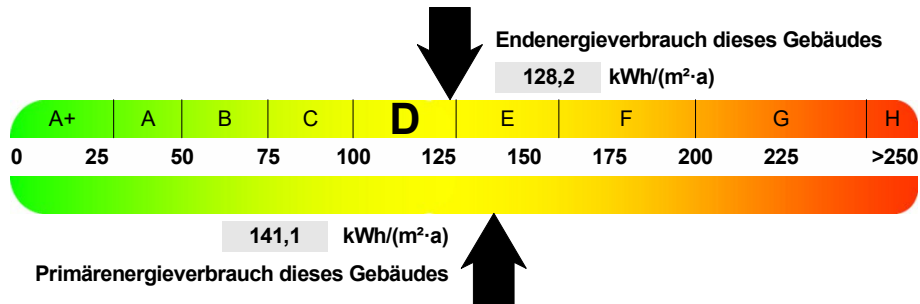 Endenergieverbrauch dieses Gebäudes
128,2 kWh/(m²·a)
A+ A B C D E F G H
0 25 50 75 100 125 150 175 200 225 >250
141,1 kWh/(m²·a)
Primärenergieverbrauch dieses Gebäudes